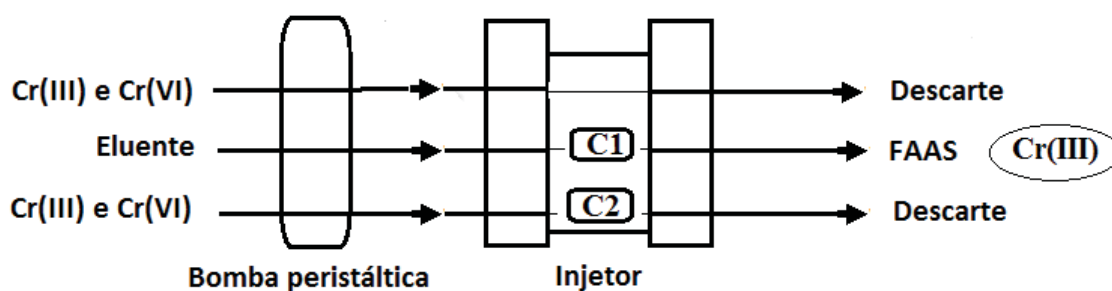 Cr(III) e Cr(VI) Descarte
Eluente C1 FAAS Cr(III)
Cr(III) e Cr(VI) C2 Descarte
Bomba peristáltica Injetor